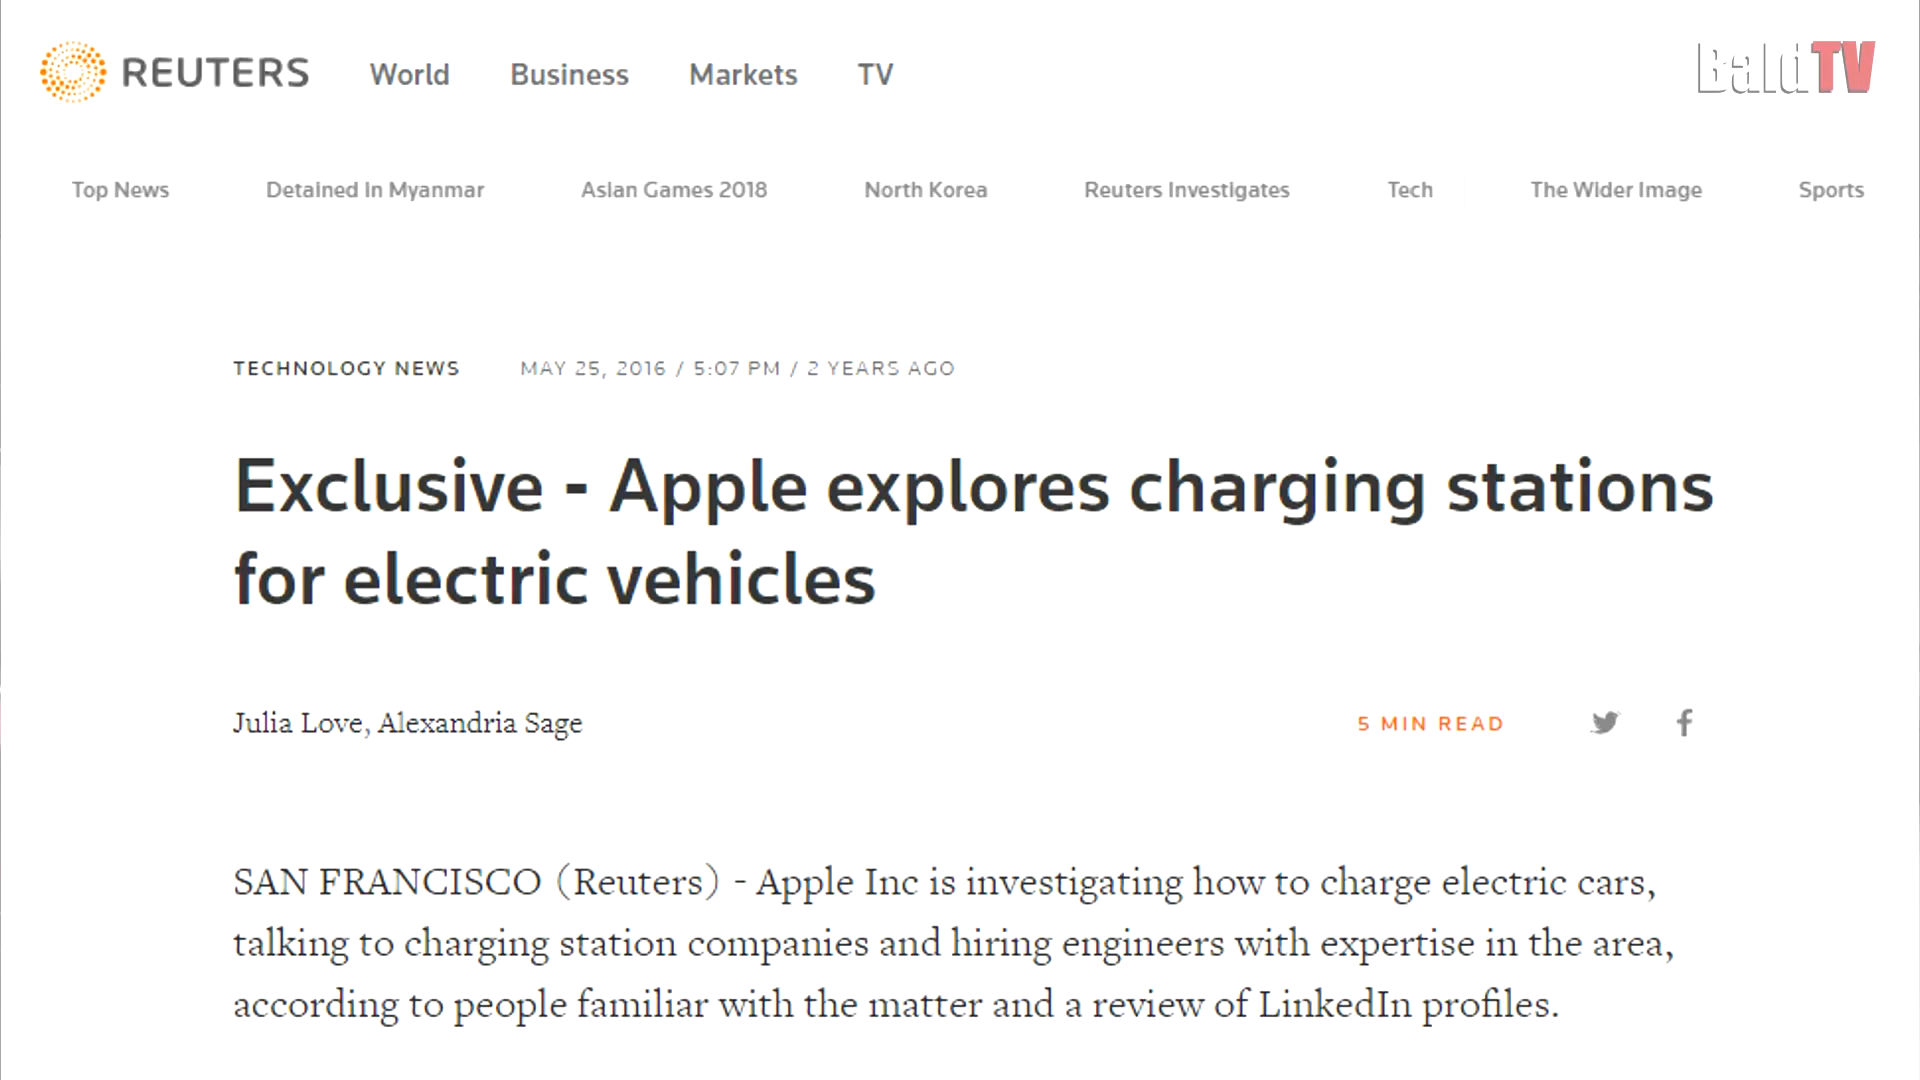 REUTERS World Business Markets TV
BaldTV
Top News Detained in Myanmar Asian Games 2018 North Korea Reuters Investigates Tech The Wider Image Sports
TECHNOLOGY NEWS MAY 25, 2016 / 5:07 PM / 2 YEARS AGO
Exclusive - Apple explores charging stations
for electric vehicles
Julia Love, Alexandria Sage
5 MIN READ
SAN FRANCISCO (Reuters) - Apple Inc is investigating how to charge electric cars,
talking to charging station companies and hiring engineers with expertise in the area,
according to people familiar with the matter and a review of LinkedIn profiles.